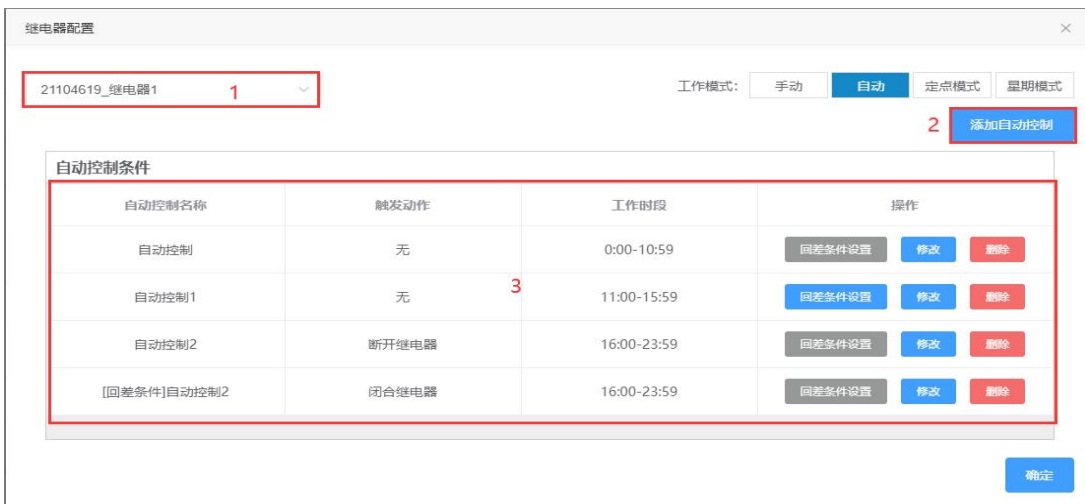 继电器配置
21104619_继电器1 1 工作模式: 手动 自动 定点模式 星期模式
2 添加自动控制
自动控制条件
自动控制名称 触发动作 工作时段 操作
自动控制 无 0:00-10:59 回差条件设置 修改 删除
3
自动控制1 无 11:00-15:59 回差条件设置 修改 删除
自动控制2 断开继电器 16:00-23:59 回差条件设置 修改 删除
[回差条件]自动控制2 闭合继电器 16:00-23:59 回差条件设置 修改 删除
确定